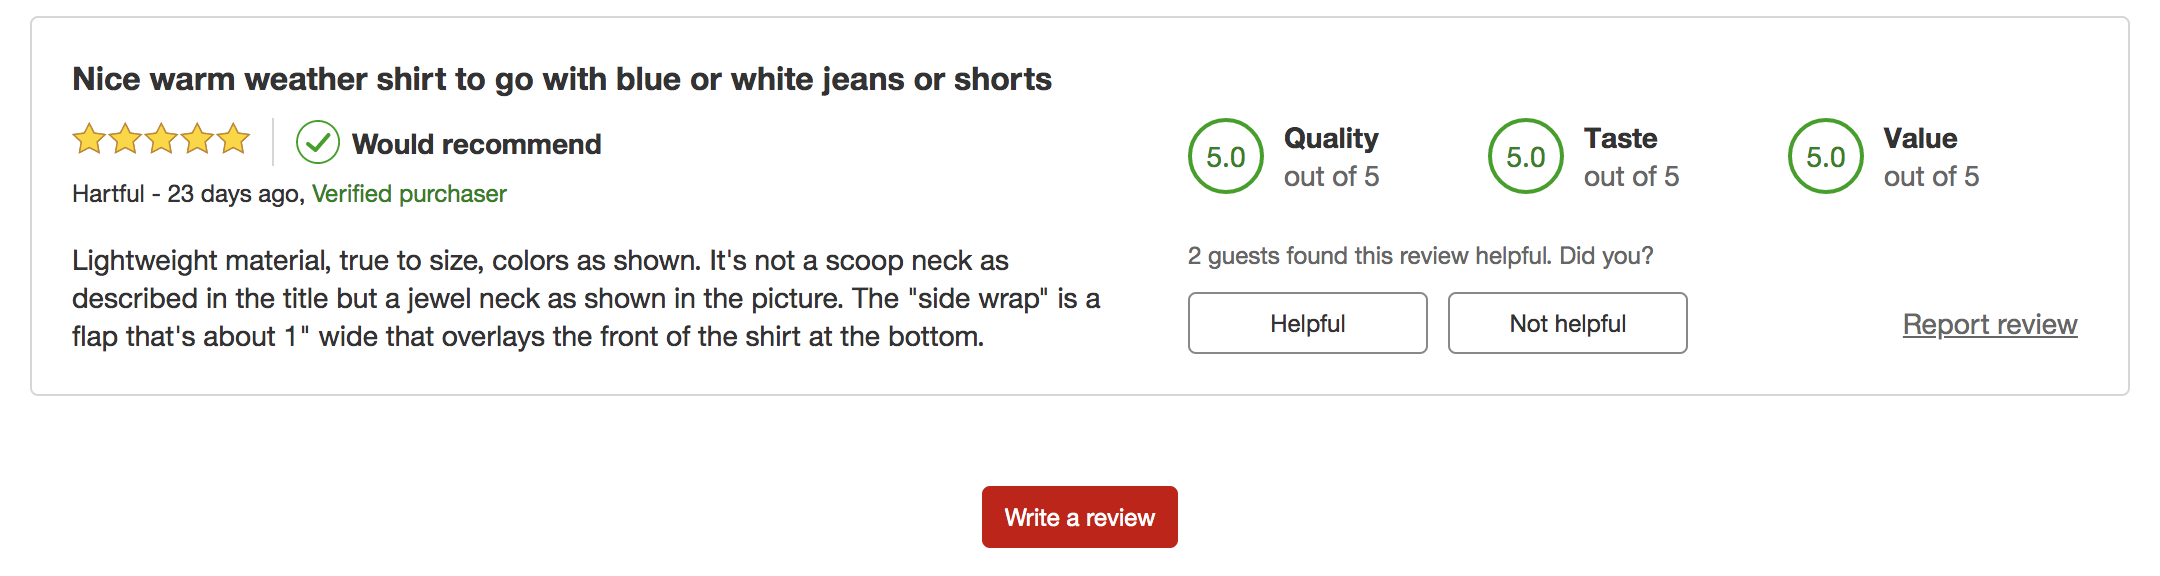 Nice warm weather shirt to go with blue or white jeans or shorts
Would recommend
Hartful - 23 days ago, Verified purchaser
Lightweight material, true to size, colors as shown. It's not a scoop neck as
described in the title but a jewel neck as shown in the picture. The "side wrap" is a
flap that's about 1" wide that overlays the front of the shirt at the bottom.
5.0 Quality
out of 5
5.0 Taste
out of 5
5.0 Value
out of 5
2 guests found this review helpful. Did you?
Helpful
Not helpful
Report review
Write a review